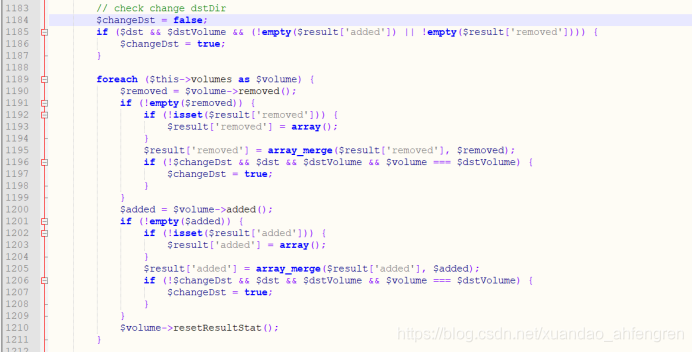 1183 // check change dstDir
1184 $changeDst = false;
1185 if ($dst && $dstVolume && (!empty($result['added']) || !empty($result['removed']))) {
1186 $changeDst = true;
1187 }
1188
1189 foreach ($this->volumes as $volume) {
1190 $removed = $volume->removed();
1191 if (!empty($removed)) {
1192 if (!isset($result['removed'])) {
1193 $result['removed'] = array();
1194 }
1195 $result['removed'] = array_merge($result['removed'], $removed);
1196 if (!$changeDst && $dst && $dstVolume && $volume === $dstVolume) {
1197 $changeDst = true;
1198 }
1199 }
1200 $added = $volume->added();
1201 if (!empty($added)) {
1202 if (!isset($result['added'])) {
1203 $result['added'] = array();
1204 }
1205 $result['added'] = array_merge($result['added'], $added);
1206 if (!$changeDst && $dst && $dstVolume && $volume === $dstVolume) {
1207 $changeDst = true;
1208 }
1209 }
1210 $volume->resetResultStat();
1211 }
1212
https://blog.csdn.net/xuandao_ahfengren